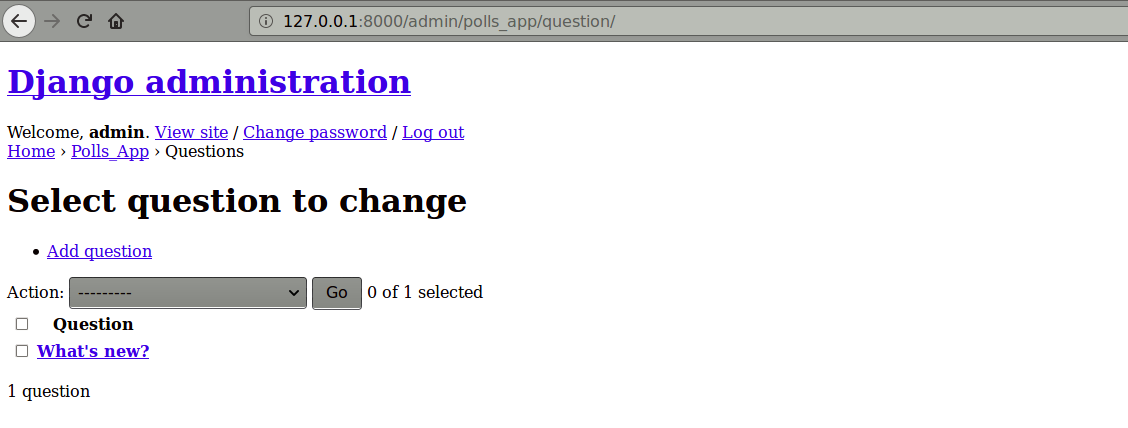 127.0.0.1:8000/admin/polls_app/question/
Django administration
Welcome, admin. View site / Change password / Log out
Home › Polls_App › Questions
Select question to change
• Add question
Action: --------- Go 0 of 1 selected
Question
What's new?
1 question